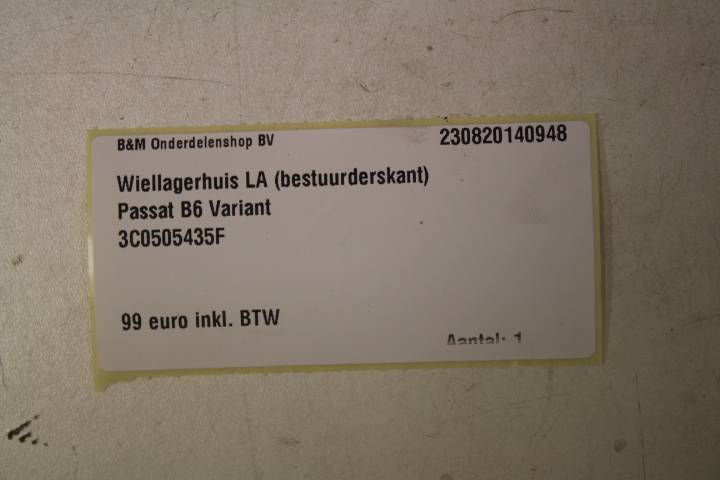 B&M Onderdelenshop BV 230820140948
Wiellagerhuis LA (bestuurderskant)
Passat B6 Variant
3C0505435F
99 euro inkl. BTW
Aantal: 1